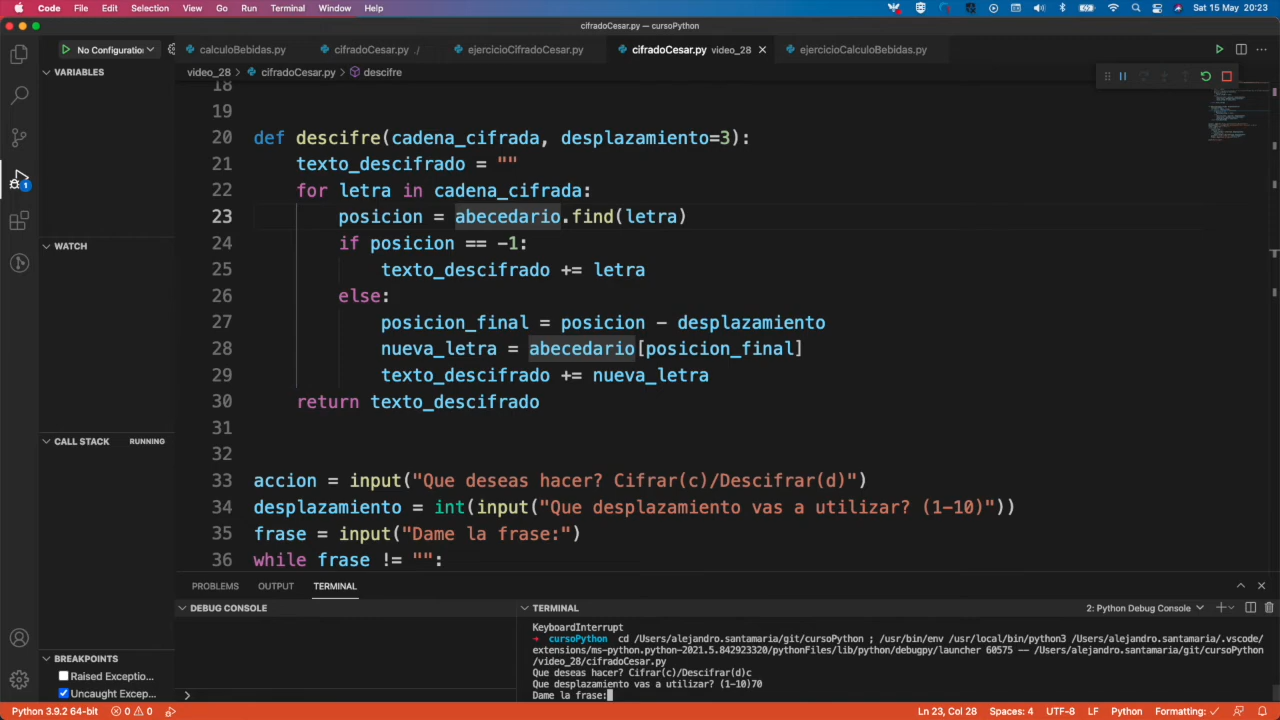 Code File Edit Selection View Go Run Terminal Window Help Sat 15 May 20:23
cifradoCesar.py — cursoPython
No Configuration
calculoBebidas.py cifradoCesar.py ./ ejercicioCifradoCesar.py cifradoCesar.py video_28 ejercicioCalculoBebidas.py
VARIABLES
video_28 > cifradoCesar.py > descifre
18
19
20 def descifre(cadena_cifrada, desplazamiento=3):
21 texto_descifrado = ""
22 for letra in cadena_cifrada:
23 posicion = abecedario.find(letra)
24 if posicion == -1:
25 texto_descifrado += letra
26 else:
27 posicion_final = posicion - desplazamiento
28 nueva_letra = abecedario[posicion_final]
29 texto_descifrado += nueva_letra
30 return texto_descifrado
31
32
33 accion = input("Que deseas hacer? Cifrar(c)/Descifrar(d)")
34 desplazamiento = int(input("Que desplazamiento vas a utilizar? (1-10)"))
35 frase = input("Dame la frase:")
36 while frase != "":
WATCH
CALL STACK RUNNING
BREAKPOINTS
Raised Exceptio...
Uncaught Excep...
1
PROBLEMS OUTPUT TERMINAL
DEBUG CONSOLE
>
TERMINAL 2: Python Debug Console
KeyboardInterrupt
➜ cursoPython cd /Users/alejandro.santamaria/git/cursoPython ; /usr/bin/env /usr/local/bin/python3 /Users/alejandro.santamaria/.vscode/
extensions/ms-python.python-2021.5.842923320/pythonFiles/lib/python/debugpy/launcher 60575 -- /Users/alejandro.santamaria/git/cursoPython
/video_28/cifradoCesar.py
Que deseas hacer? Cifrar(c)/Descifrar(d)c
Que desplazamiento vas a utilizar? (1-10)70
Dame la frase:
Python 3.9.2 64-bit 0 0 Ln 23, Col 28 Spaces: 4 UTF-8 LF Python Formatting: ✓